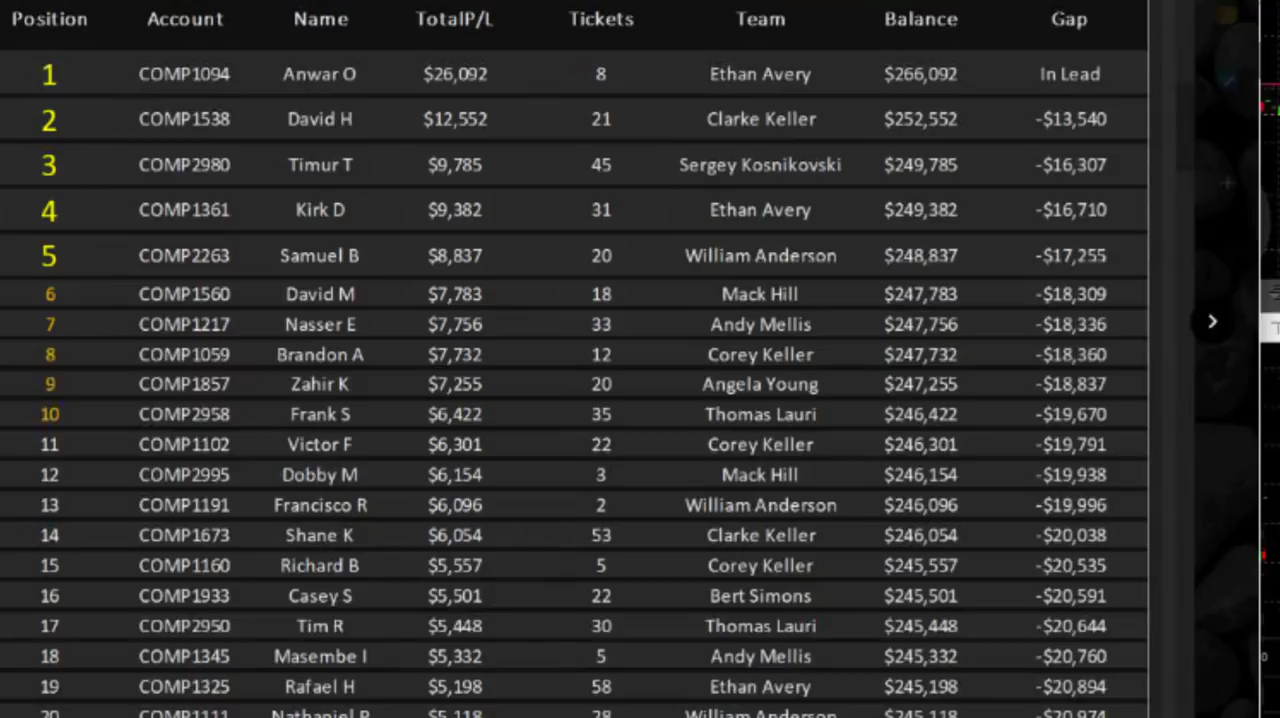 Position Account Name TotalP/L Tickets Team Balance Gap
1 COMP1094 Anwar O $26,092 8 Ethan Avery $266,092 In Lead
2 COMP1538 David H $12,552 21 Clarke Keller $252,552 -$13,540
3 COMP2980 Timur T $9,785 45 Sergey Kosnikovski $249,785 -$16,307
4 COMP1361 Kirk D $9,382 31 Ethan Avery $249,382 -$16,710
5 COMP2263 Samuel B $8,837 20 William Anderson $248,837 -$17,255
6 COMP1560 David M $7,783 18 Mack Hill $247,783 -$18,309
7 COMP1217 Nasser E $7,756 33 Andy Mellis $247,756 -$18,336
8 COMP1059 Brandon A $7,732 12 Corey Keller $247,732 -$18,360
9 COMP1857 Zahir K $7,255 20 Angela Young $247,255 -$18,837
10 COMP2958 Frank S $6,422 35 Thomas Lauri $246,422 -$19,670
11 COMP1102 Victor F $6,301 22 Corey Keller $246,301 -$19,791
12 COMP2995 Dobby M $6,154 3 Mack Hill $246,154 -$19,938
13 COMP1191 Francisco R $6,096 2 William Anderson $246,096 -$19,996
14 COMP1673 Shane K $6,054 53 Clarke Keller $246,054 -$20,038
15 COMP1160 Richard B $5,557 5 Corey Keller $245,557 -$20,535
16 COMP1933 Casey S $5,501 22 Bert Simons $245,501 -$20,591
17 COMP2950 Tim R $5,448 30 Thomas Lauri $245,448 -$20,644
18 COMP1345 Masembe I $5,332 5 Andy Mellis $245,332 -$20,760
19 COMP1325 Rafael H $5,198 58 Ethan Avery $245,198 -$20,894
20 COMP1111 Nathaniel $5,118 28 William Anderson $245,118 -$20,974